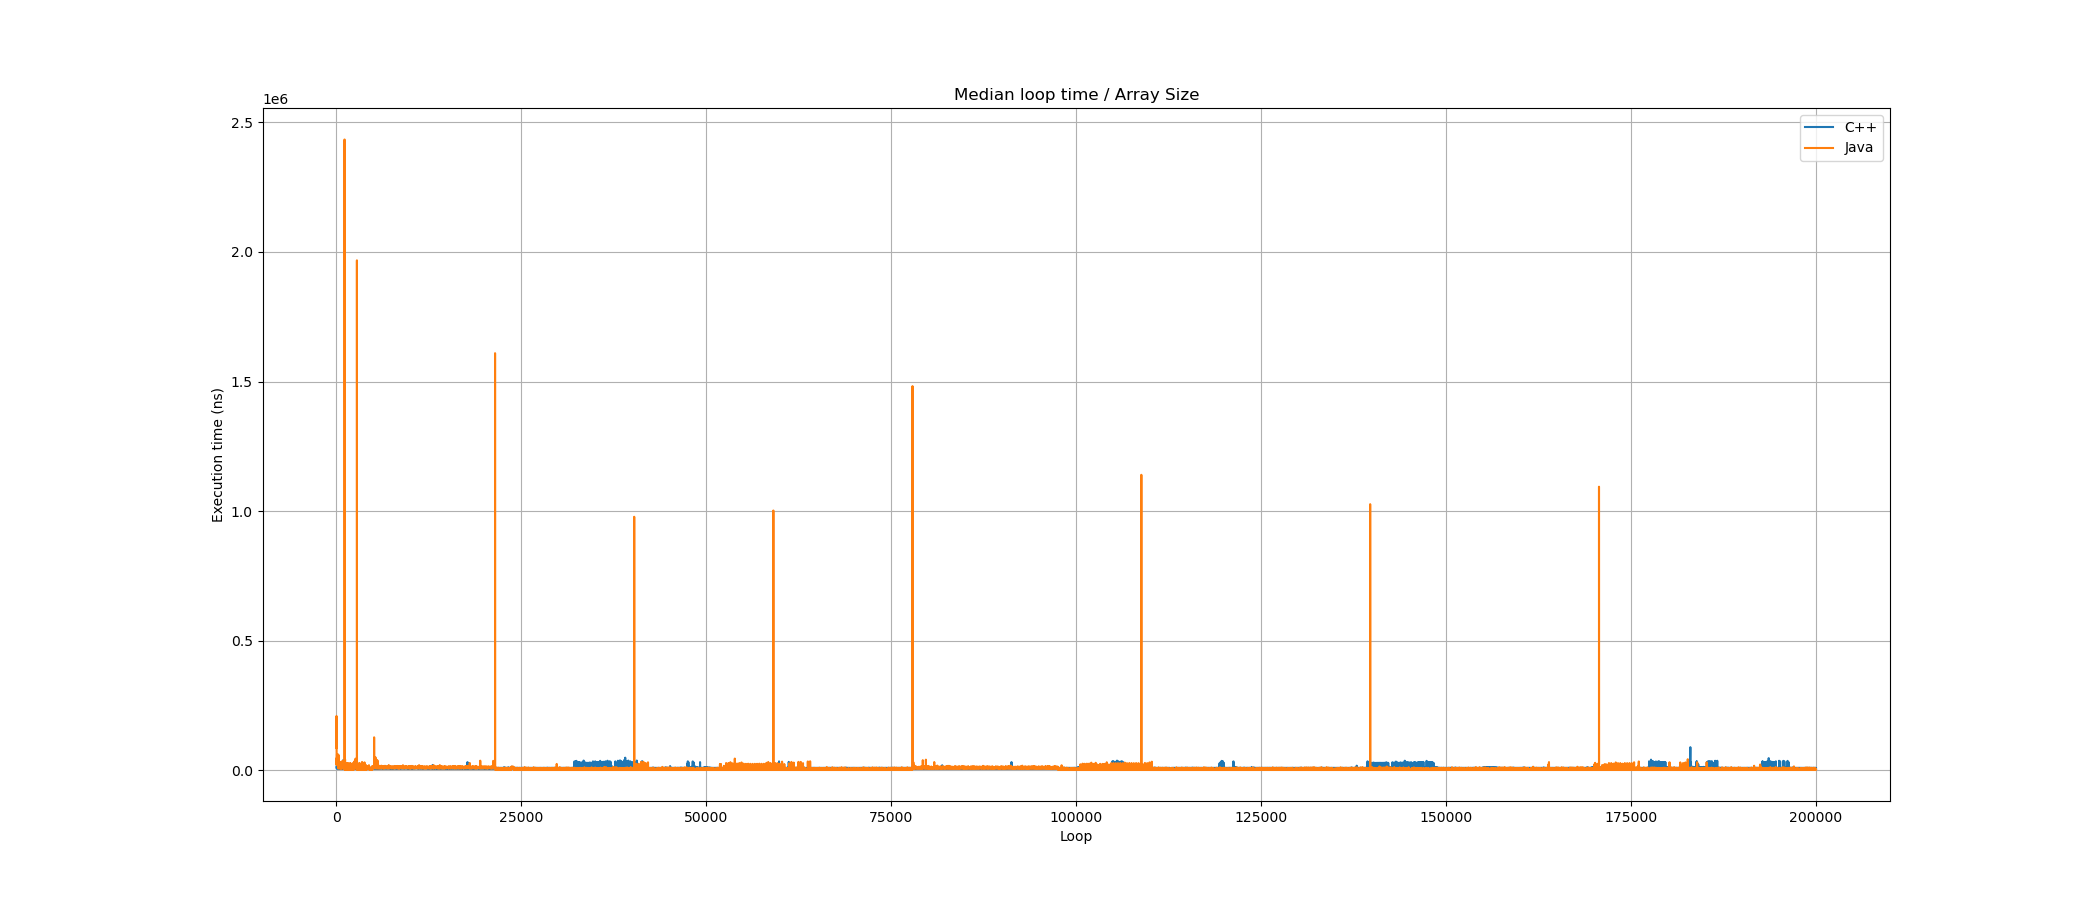 Median loop time / Array Size
1e6
2.5
2.0
1.5
1.0
0.5
0.0
Execution time (ns)
C++
Java
0 25000 50000 75000 100000 125000 150000 175000 200000
Loop